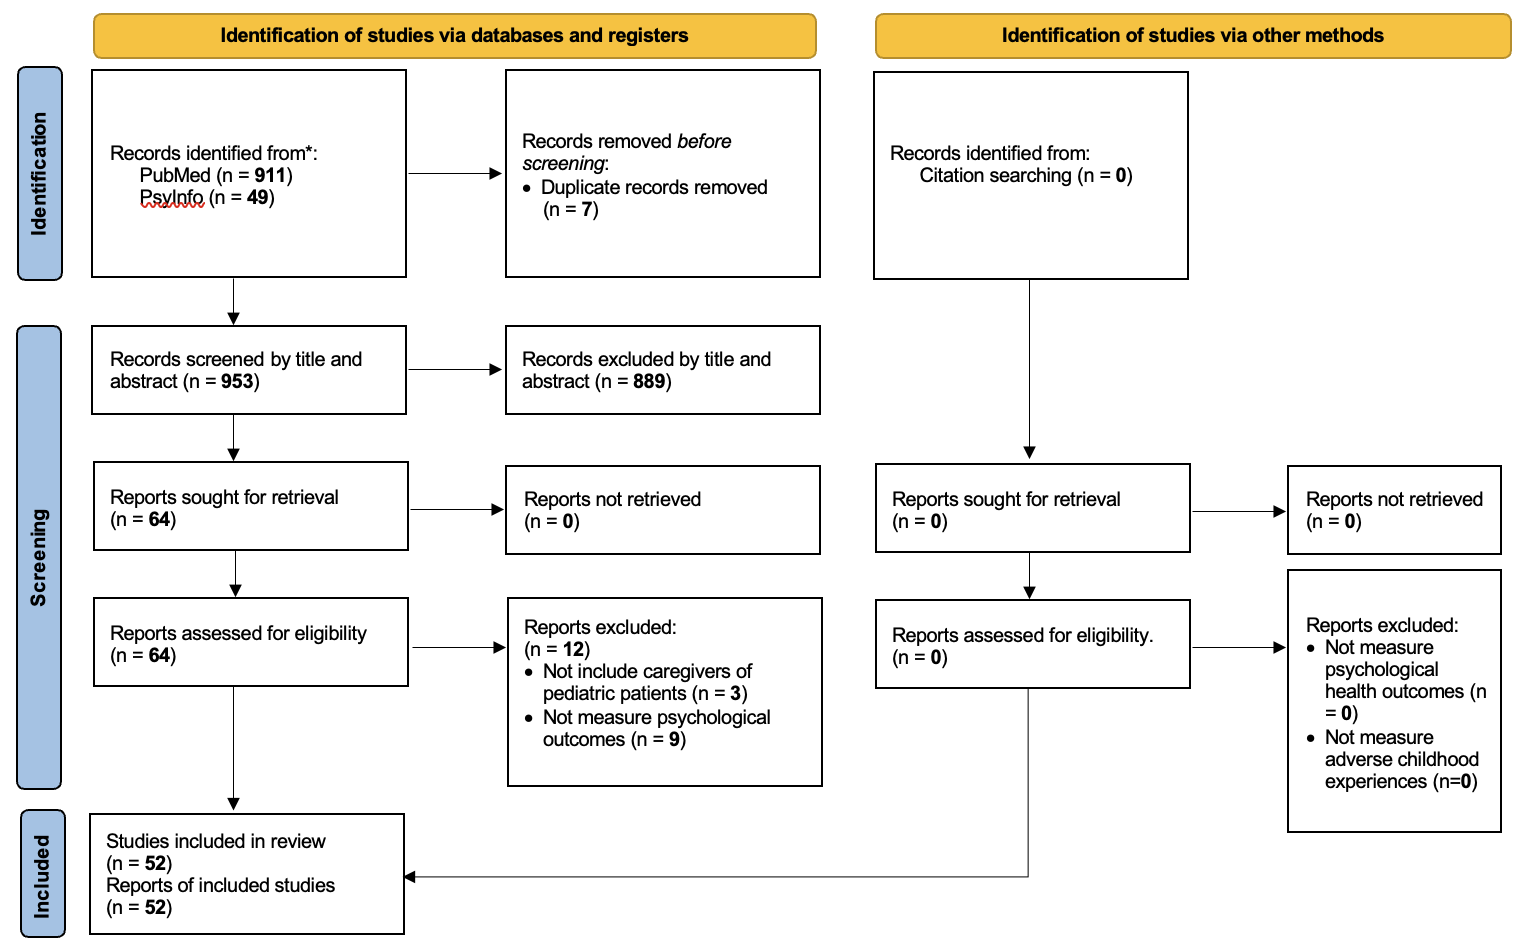 Identification of studies via databases and registers
Identification of studies via other methods
Identification
Records identified from*:
PubMed (n = 911)
PsyInfo (n = 49)
Records removed before
screening:
• Duplicate records removed
(n = 7)
Records identified from:
Citation searching (n = 0)
Screening
Records screened by title and
abstract (n = 953)
Records excluded by title and
abstract (n = 889)
Reports sought for retrieval
(n = 64)
Reports not retrieved
(n = 0)
Reports sought for retrieval
(n = 0)
Reports not retrieved
(n = 0)
Reports assessed for eligibility
(n = 64)
Reports excluded:
(n = 12)
• Not include caregivers of
pediatric patients (n = 3)
• Not measure psychological
outcomes (n = 9)
Reports assessed for eligibility.
(n = 0)
Reports excluded:
• Not measure
psychological
health outcomes (n
= 0)
• Not measure
adverse childhood
experiences (n=0)
Included
Studies included in review
(n = 52)
Reports of included studies
(n = 52)